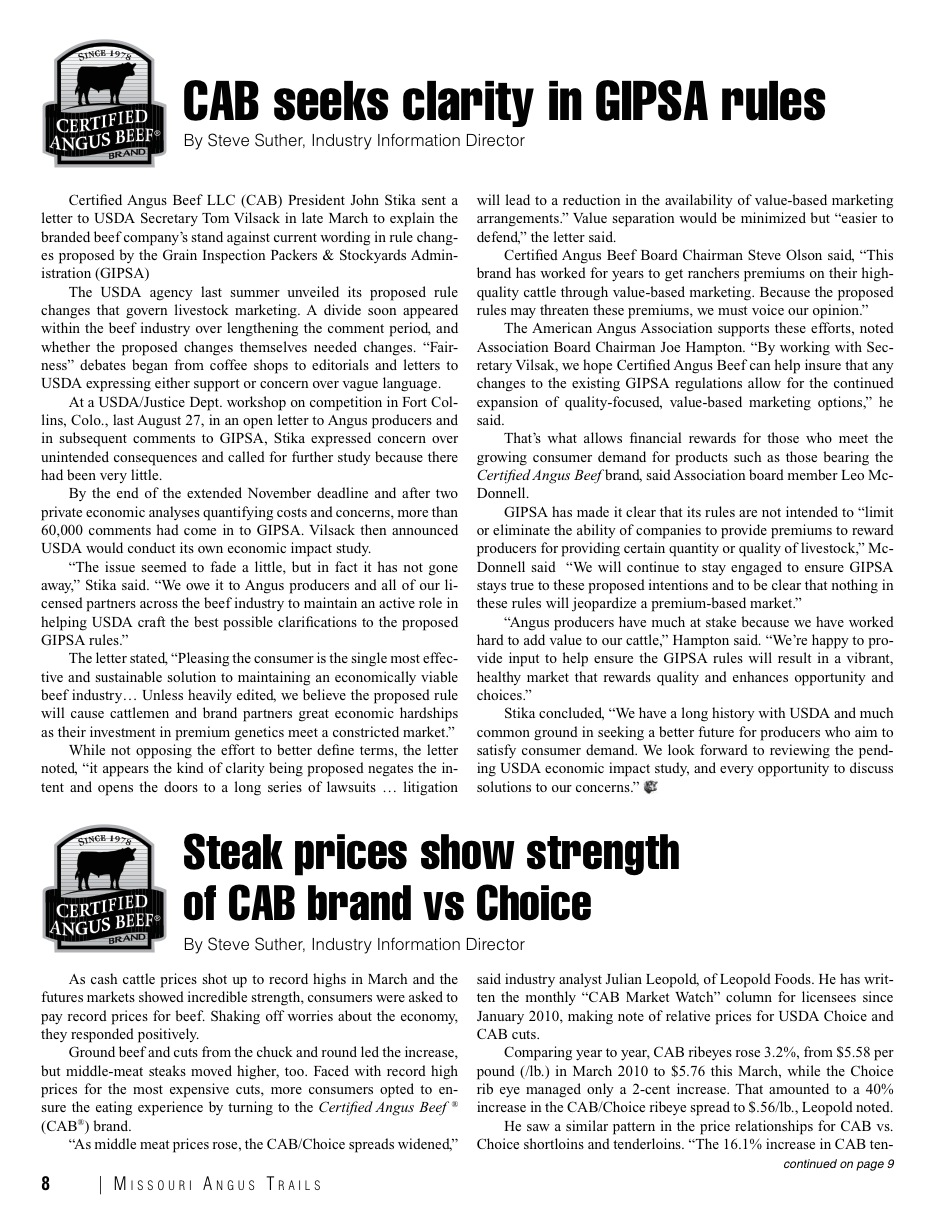 SINCE 1978
CERTIFIED
ANGUS BEEF®
BRAND
CAB seeks clarity in GIPSA rules
By Steve Suther, Industry Information Director
Certified Angus Beef LLC (CAB) President John Stika sent a
letter to USDA Secretary Tom Vilsack in late March to explain the
branded beef company’s stand against current wording in rule chang-
es proposed by the Grain Inspection Packers & Stockyards Admin-
istration (GIPSA)
The USDA agency last summer unveiled its proposed rule
changes that govern livestock marketing. A divide soon appeared
within the beef industry over lengthening the comment period, and
whether the proposed changes themselves needed changes. “Fair-
ness” debates began from coffee shops to editorials and letters to
USDA expressing either support or concern over vague language.
At a USDA/Justice Dept. workshop on competition in Fort Col-
lins, Colo., last August 27, in an open letter to Angus producers and
in subsequent comments to GIPSA, Stika expressed concern over
unintended consequences and called for further study because there
had been very little.
By the end of the extended November deadline and after two
private economic analyses quantifying costs and concerns, more than
60,000 comments had come in to GIPSA. Vilsack then announced
USDA would conduct its own economic impact study.
“The issue seemed to fade a little, but in fact it has not gone
away,” Stika said. “We owe it to Angus producers and all of our li-
censed partners across the beef industry to maintain an active role in
helping USDA craft the best possible clarifications to the proposed
GIPSA rules.”
The letter stated, “Pleasing the consumer is the single most effec-
tive and sustainable solution to maintaining an economically viable
beef industry… Unless heavily edited, we believe the proposed rule
will cause cattlemen and brand partners great economic hardships
as their investment in premium genetics meet a constricted market.”
While not opposing the effort to better define terms, the letter
noted, “it appears the kind of clarity being proposed negates the in-
tent and opens the doors to a long series of lawsuits … litigation
will lead to a reduction in the availability of value-based marketing
arrangements.” Value separation would be minimized but “easier to
defend,” the letter said.
Certified Angus Beef Board Chairman Steve Olson said, “This
brand has worked for years to get ranchers premiums on their high-
quality cattle through value-based marketing. Because the proposed
rules may threaten these premiums, we must voice our opinion.”
The American Angus Association supports these efforts, noted
Association Board Chairman Joe Hampton. “By working with Sec-
retary Vilsak, we hope Certified Angus Beef can help insure that any
changes to the existing GIPSA regulations allow for the continued
expansion of quality-focused, value-based marketing options,” he
said.
That’s what allows financial rewards for those who meet the
growing consumer demand for products such as those bearing the
Certified Angus Beef brand, said Association board member Leo Mc-
Donnell.
GIPSA has made it clear that its rules are not intended to “limit
or eliminate the ability of companies to provide premiums to reward
producers for providing certain quantity or quality of livestock,” Mc-
Donnell said “We will continue to stay engaged to ensure GIPSA
stays true to these proposed intentions and to be clear that nothing in
these rules will jeopardize a premium-based market.”
“Angus producers have much at stake because we have worked
hard to add value to our cattle,” Hampton said. “We’re happy to pro-
vide input to help ensure the GIPSA rules will result in a vibrant,
healthy market that rewards quality and enhances opportunity and
choices.”
Stika concluded, “We have a long history with USDA and much
common ground in seeking a better future for producers who aim to
satisfy consumer demand. We look forward to reviewing the pend-
ing USDA economic impact study, and every opportunity to discuss
solutions to our concerns.”
SINCE 1978
CERTIFIED
ANGUS BEEF®
BRAND
Steak prices show strength
of CAB brand vs Choice
By Steve Suther, Industry Information Director
As cash cattle prices shot up to record highs in March and the
futures markets showed incredible strength, consumers were asked to
pay record prices for beef. Shaking off worries about the economy,
they responded positively.
Ground beef and cuts from the chuck and round led the increase,
but middle-meat steaks moved higher, too. Faced with record high
prices for the most expensive cuts, more consumers opted to en-
sure the eating experience by turning to the Certified Angus Beef ®
(CAB®) brand.
“As middle meat prices rose, the CAB/Choice spreads widened,”
said industry analyst Julian Leopold, of Leopold Foods. He has writ-
ten the monthly “CAB Market Watch” column for licensees since
January 2010, making note of relative prices for USDA Choice and
CAB cuts.
Comparing year to year, CAB ribeyes rose 3.2%, from $5.58 per
pound (/lb.) in March 2010 to $5.76 this March, while the Choice
rib eye managed only a 2-cent increase. That amounted to a 40%
increase in the CAB/Choice ribeye spread to $.56/lb., Leopold noted.
He saw a similar pattern in the price relationships for CAB vs.
Choice shortloins and tenderloins. “The 16.1% increase in CAB ten-
continued on page 9
8 | MISSOURI ANGUS TRAILS